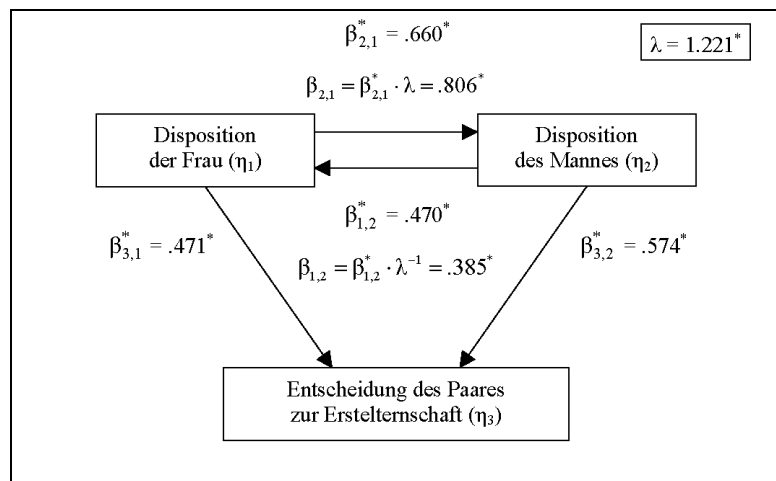 β*2,1 = .660*
λ = 1.221*
β2,1 = β*2,1 · λ = .806*
Disposition
der Frau (η1)
Disposition
des Mannes (η2)
β*1,2 = .470*
β*3,1 = .471*
β*3,2 = .574*
β1,2 = β*1,2 · λ⁻¹ = .385*
Entscheidung des Paares
zur Erstelternschaft (η3)